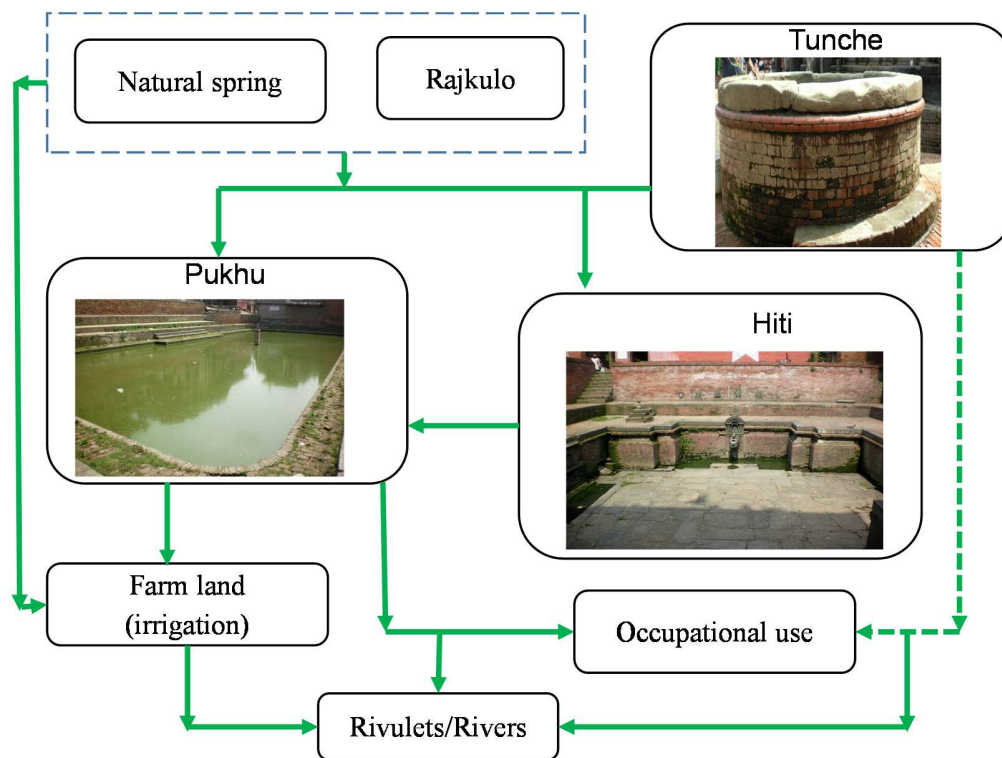 Natural spring
Rajkulo
Tunche
Pukhu
Hiti
Farm land
(irrigation)
Occupational use
Rivulets/Rivers